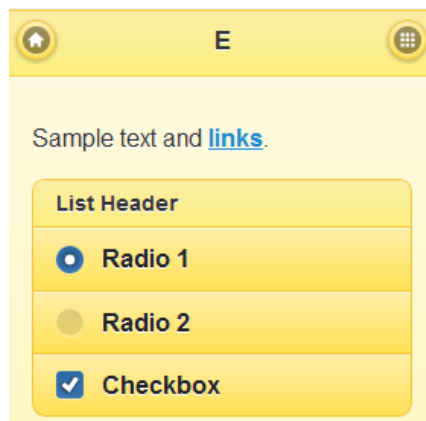 E
Sample text and links.
List Header
Radio 1
Radio 2
Checkbox